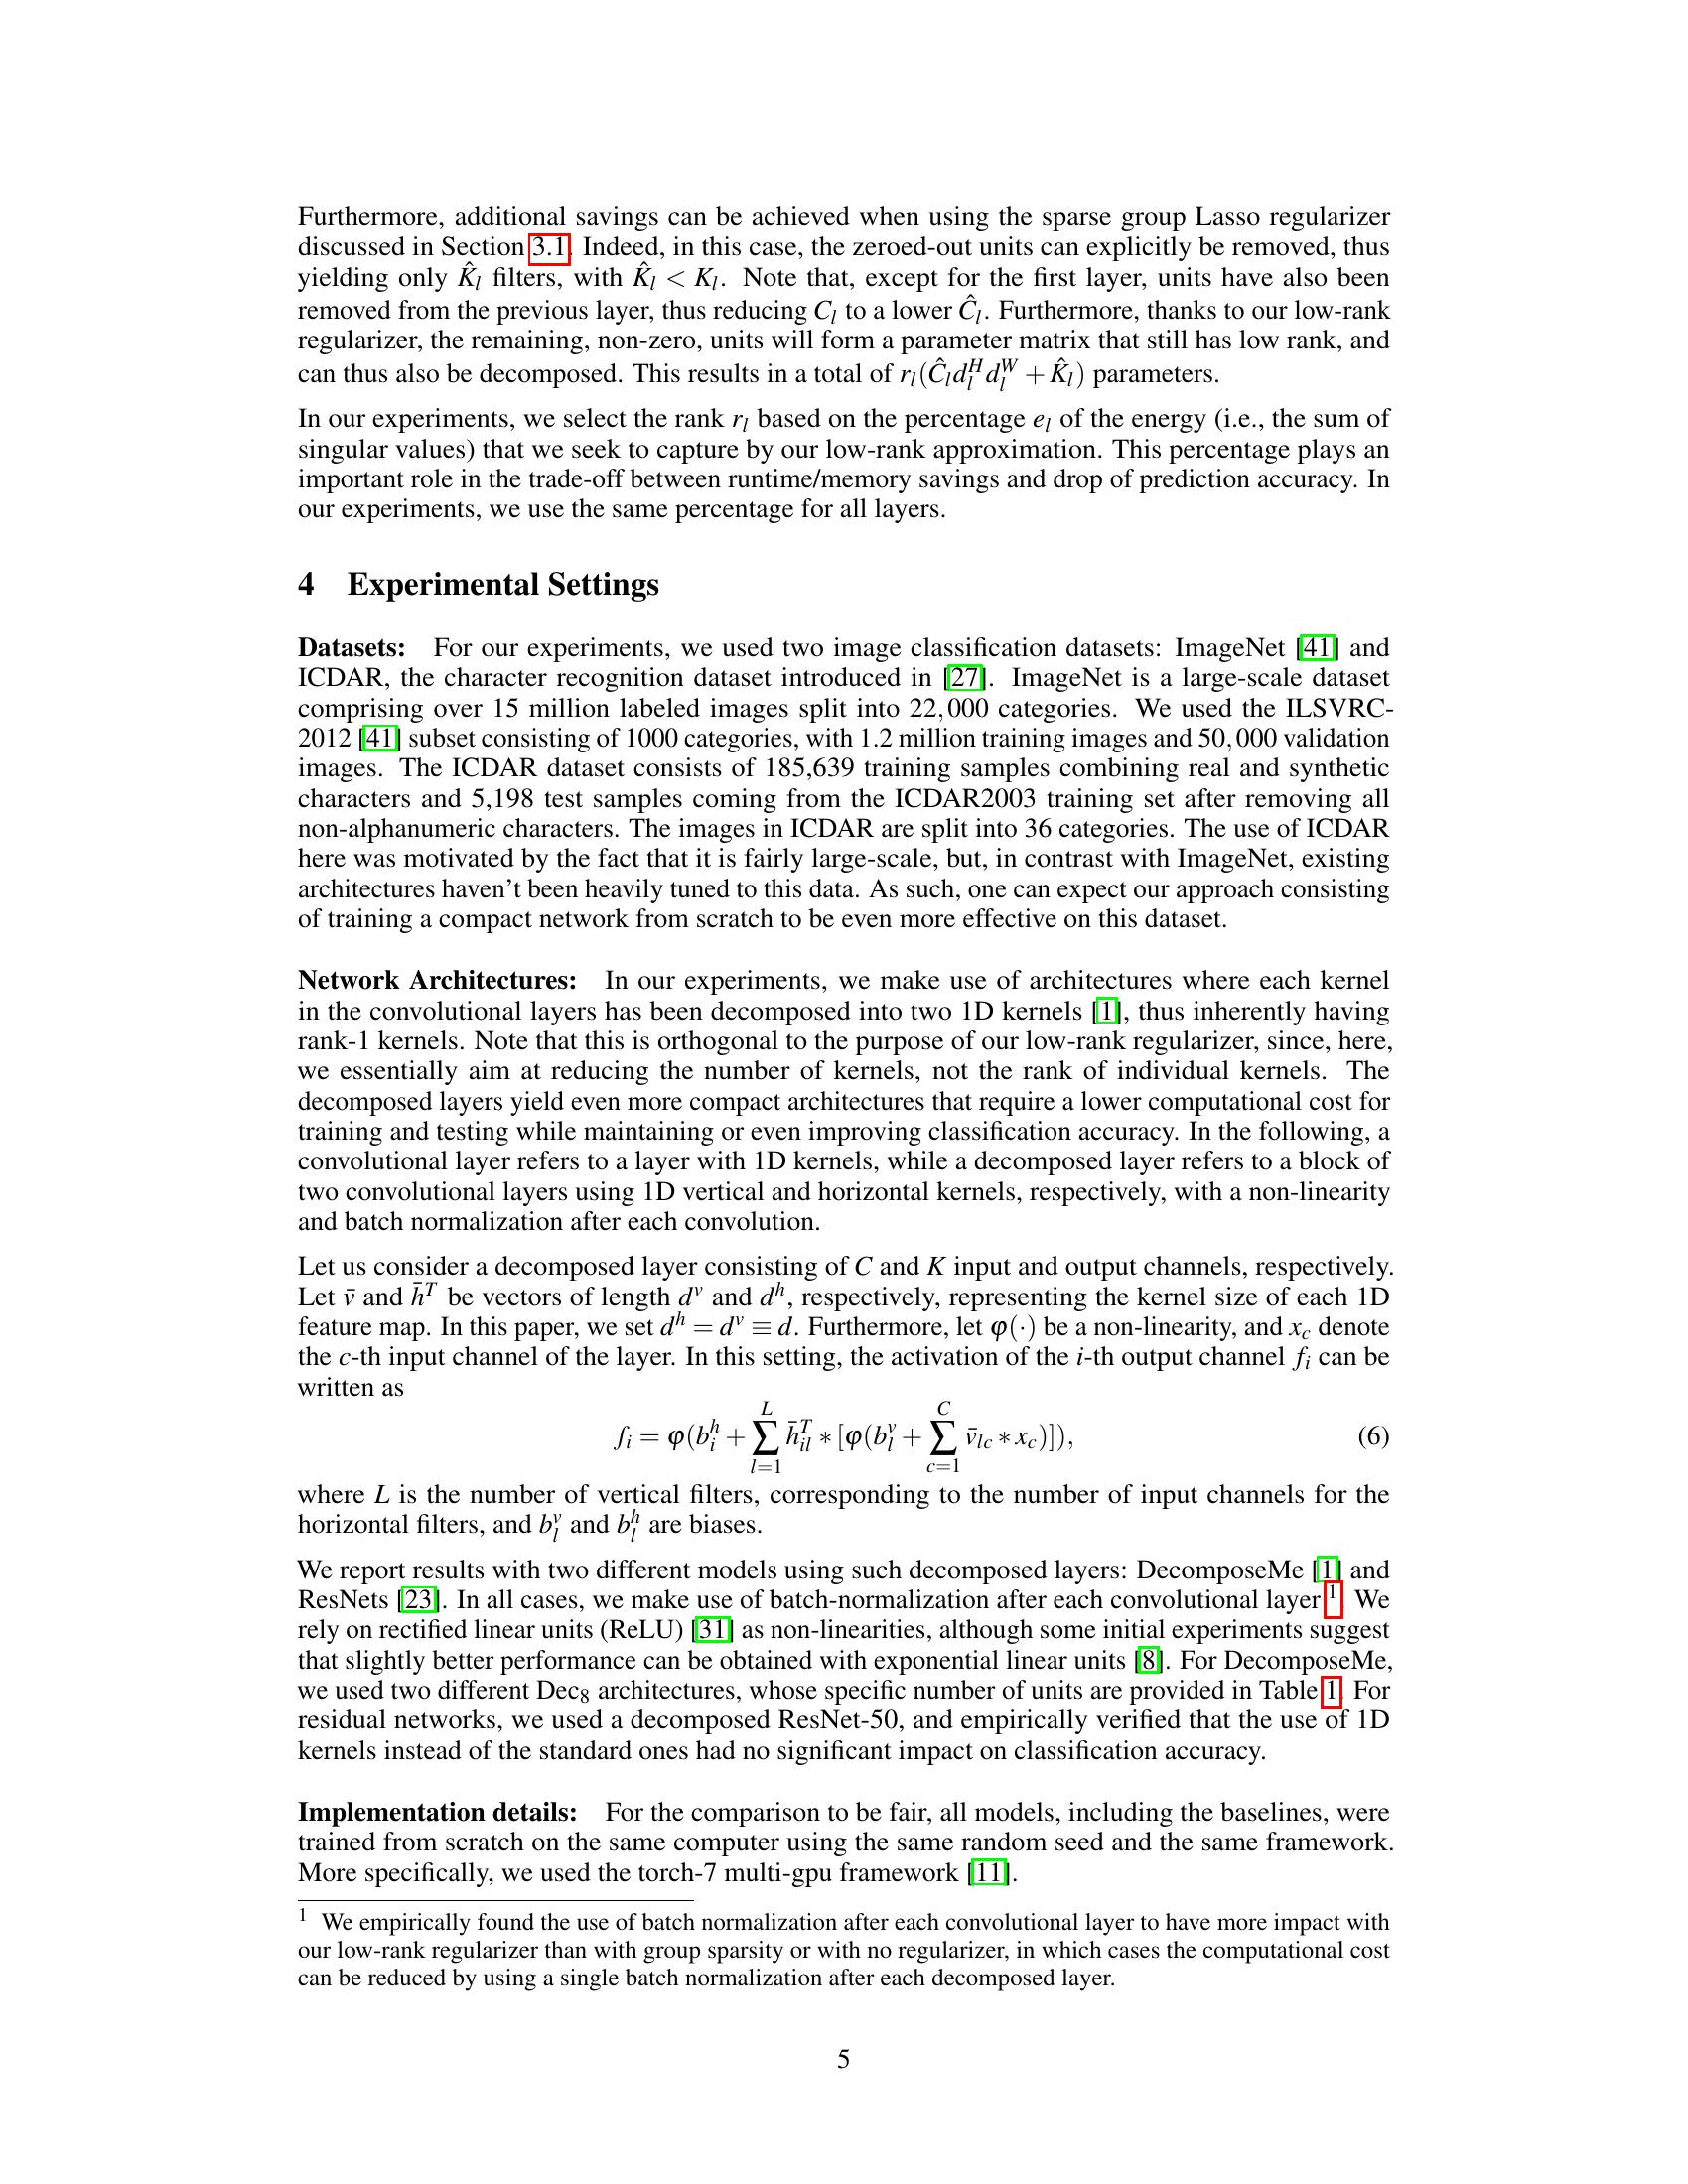 Furthermore, additional savings can be achieved when using the sparse group Lasso regularizer
discussed in Section 3.1. Indeed, in this case, the zeroed-out units can explicitly be removed, thus
yielding only K̂_l filters, with K̂_l < K_l. Note that, except for the first layer, units have also been
removed from the previous layer, thus reducing C_l to a lower Ĉ_l. Furthermore, thanks to our low-rank
regularizer, the remaining, non-zero, units will form a parameter matrix that still has low rank, and
can thus also be decomposed. This results in a total of r_l(Ĉ_l d_l^H d_l^W + K̂_l) parameters.
In our experiments, we select the rank r_l based on the percentage e_l of the energy (i.e., the sum of
singular values) that we seek to capture by our low-rank approximation. This percentage plays an
important role in the trade-off between runtime/memory savings and drop of prediction accuracy. In
our experiments, we use the same percentage for all layers.
4 Experimental Settings
Datasets: For our experiments, we used two image classification datasets: ImageNet [41] and
ICDAR, the character recognition dataset introduced in [27]. ImageNet is a large-scale dataset
comprising over 15 million labeled images split into 22,000 categories. We used the ILSVRC-
2012 [41] subset consisting of 1000 categories, with 1.2 million training images and 50,000 validation
images. The ICDAR dataset consists of 185,639 training samples combining real and synthetic
characters and 5,198 test samples coming from the ICDAR2003 training set after removing all
non-alphanumeric characters. The images in ICDAR are split into 36 categories. The use of ICDAR
here was motivated by the fact that it is fairly large-scale, but, in contrast with ImageNet, existing
architectures haven't been heavily tuned to this data. As such, one can expect our approach consisting
of training a compact network from scratch to be even more effective on this dataset.
Network Architectures: In our experiments, we make use of architectures where each kernel
in the convolutional layers has been decomposed into two 1D kernels [1], thus inherently having
rank-1 kernels. Note that this is orthogonal to the purpose of our low-rank regularizer, since, here,
we essentially aim at reducing the number of kernels, not the rank of individual kernels. The
decomposed layers yield even more compact architectures that require a lower computational cost for
training and testing while maintaining or even improving classification accuracy. In the following, a
convolutional layer refers to a layer with 1D kernels, while a decomposed layer refers to a block of
two convolutional layers using 1D vertical and horizontal kernels, respectively, with a non-linearity
and batch normalization after each convolution.
Let us consider a decomposed layer consisting of C and K input and output channels, respectively.
Let v̄ and h̄^T be vectors of length d^v and d^h, respectively, representing the kernel size of each 1D
feature map. In this paper, we set d^h = d^v ≡ d. Furthermore, let φ(·) be a non-linearity, and x_c denote
the c-th input channel of the layer. In this setting, the activation of the i-th output channel f_i can be
written as
f_i = φ(b_i^h + ∑_{l=1}^{L} h̄_{il}^T * [φ(b_l^v + ∑_{c=1}^{C} v̄_{lc} * x_c)]), (6)
where L is the number of vertical filters, corresponding to the number of input channels for the
horizontal filters, and b_l^v and b_l^h are biases.
We report results with two different models using such decomposed layers: DecomposeMe [1] and
ResNets [23]. In all cases, we make use of batch-normalization after each convolutional layer ¹. We
rely on rectified linear units (ReLU) [31] as non-linearities, although some initial experiments suggest
that slightly better performance can be obtained with exponential linear units [8]. For DecomposeMe,
we used two different Dec₈ architectures, whose specific number of units are provided in Table 1. For
residual networks, we used a decomposed ResNet-50, and empirically verified that the use of 1D
kernels instead of the standard ones had no significant impact on classification accuracy.
Implementation details: For the comparison to be fair, all models, including the baselines, were
trained from scratch on the same computer using the same random seed and the same framework.
More specifically, we used the torch-7 multi-gpu framework [11].
¹ We empirically found the use of batch normalization after each convolutional layer to have more impact with
our low-rank regularizer than with group sparsity or with no regularizer, in which cases the computational cost
can be reduced by using a single batch normalization after each decomposed layer.
5